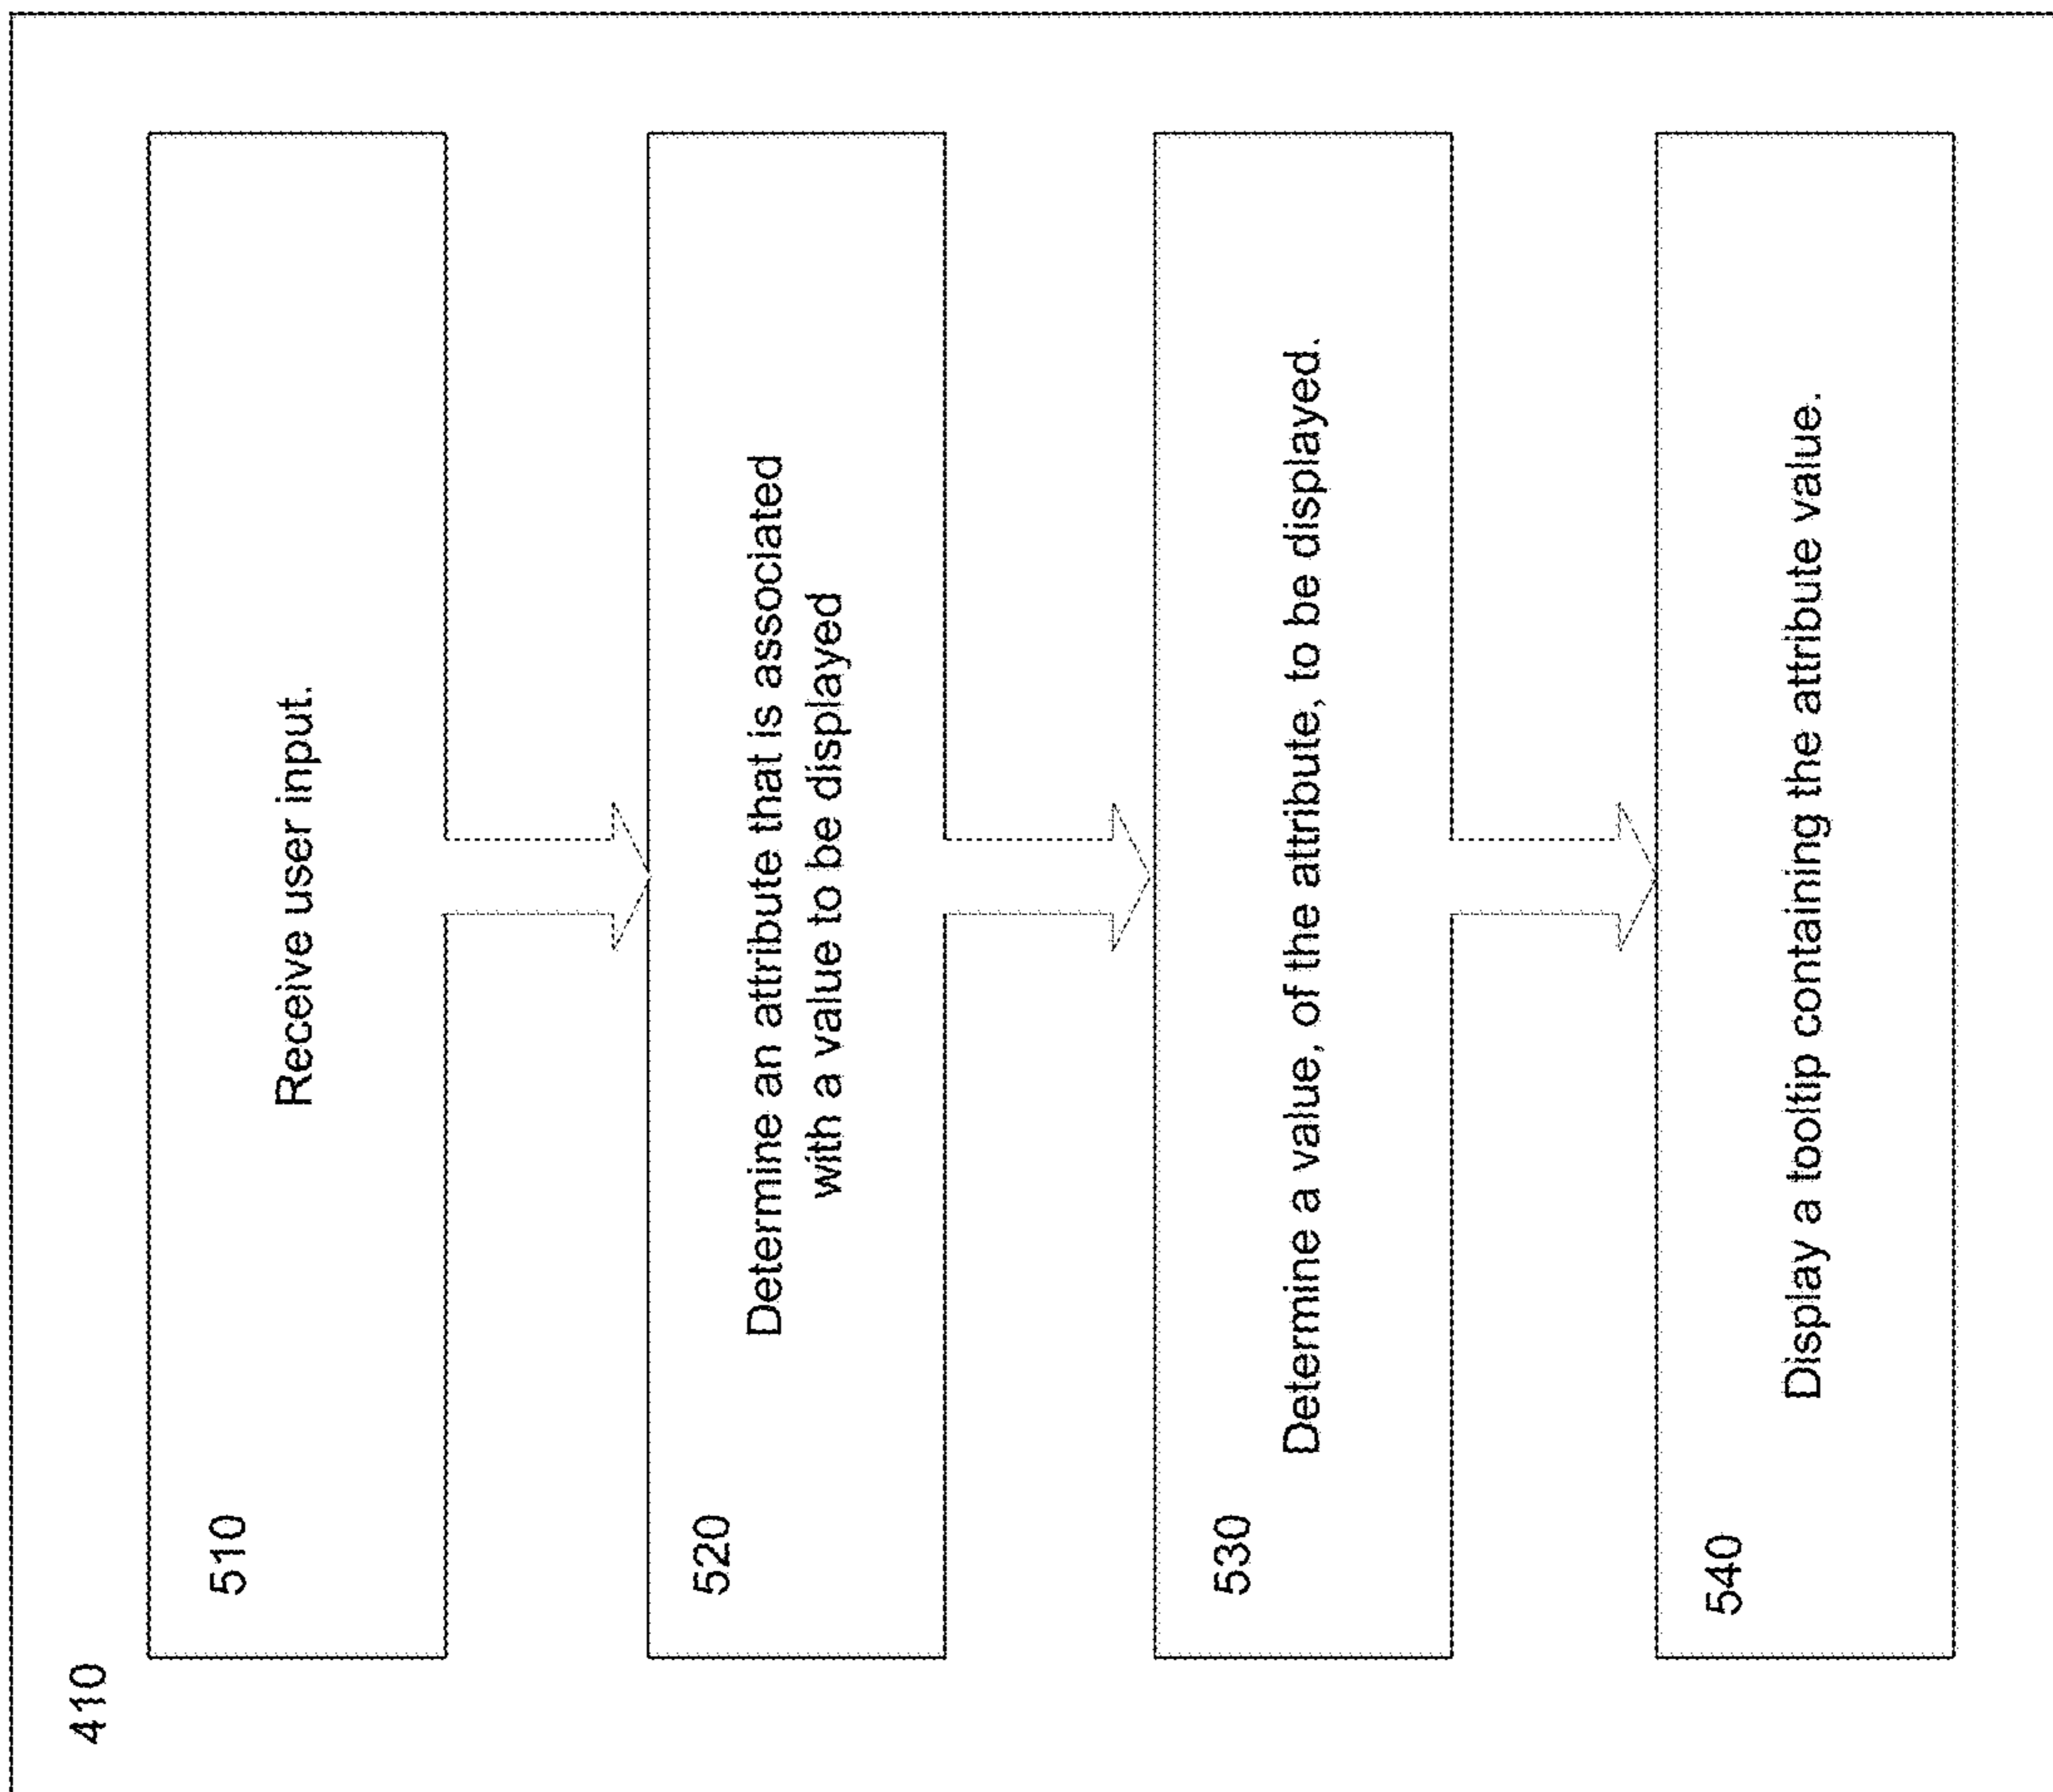 410
510
Receive user input.
520
Determine an attribute that is associated
with a value to be displayed
530
Determine a value, of the attribute, to be displayed.
540
Display a tooltip containing the attribute value.